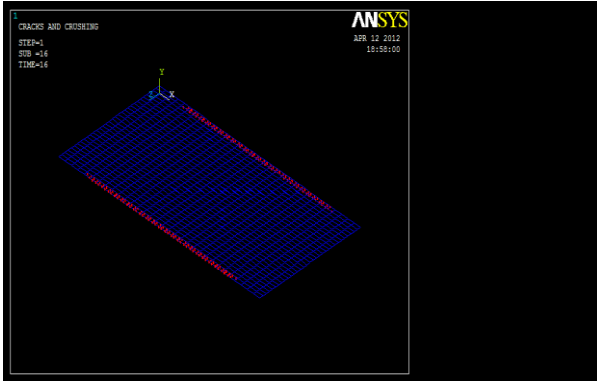 1
CRACKS AND CRUSHING
STEP=1
SUB =16
TIME=16
ANSYS
APR 12 2012
18:58:00
Y
Z
X